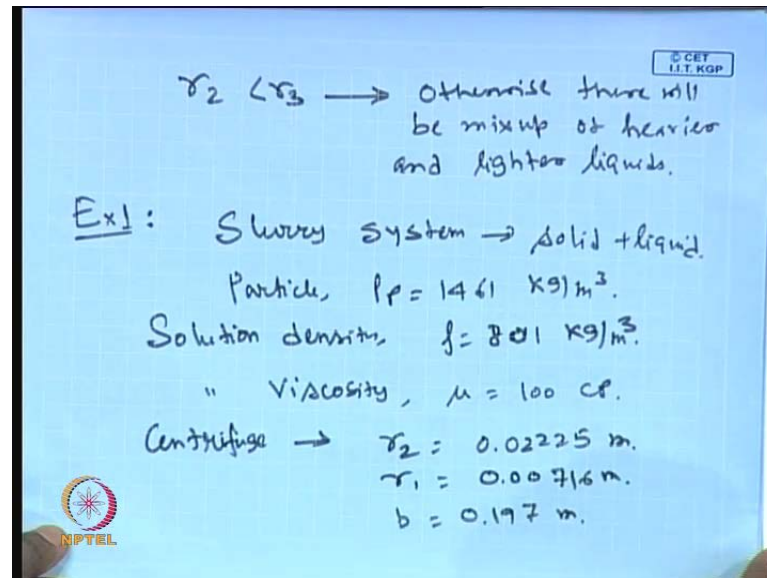 © CET
I.I.T. KGP
r₂ < r₃ → Otherwise there will
be mixup of heavier
and lighter liquids.
Ex1: Slurry system → solid + liquid.
Particle, ρₚ = 1461 kg/m³.
Solution density, ρ = 801 kg/m³.
" Viscosity, μ = 100 cP.
Centrifuge → r₂ = 0.02225 m.
r₁ = 0.00716 m.
b = 0.197 m.
NPTEL